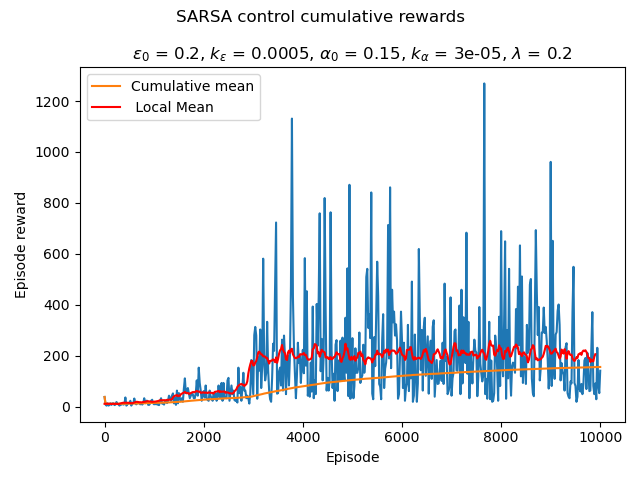 SARSA control cumulative rewards
ε₀ = 0.2, kε = 0.0005, α₀ = 0.15, kα = 3e-05, λ = 0.2
Cumulative mean
Local Mean
Episode reward
1200
1000
800
600
400
200
0
0 2000 4000 6000 8000 10000
Episode